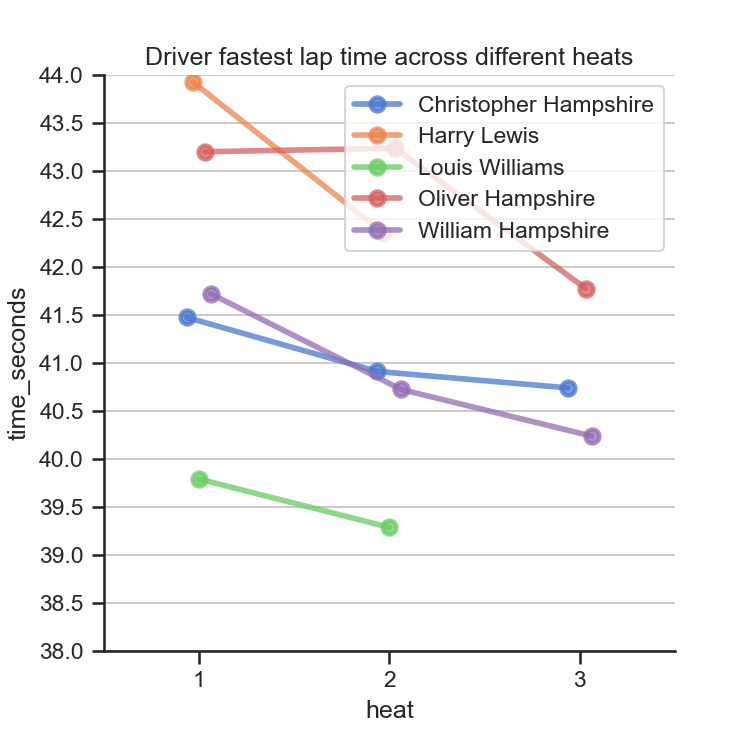 Driver fastest lap time across different heats
44.0
43.5
43.0
42.5
42.0
41.5
41.0
40.5
40.0
39.5
39.0
38.5
38.0
time_seconds
Christopher Hampshire
Harry Lewis
Louis Williams
Oliver Hampshire
William Hampshire
1 2 3
heat